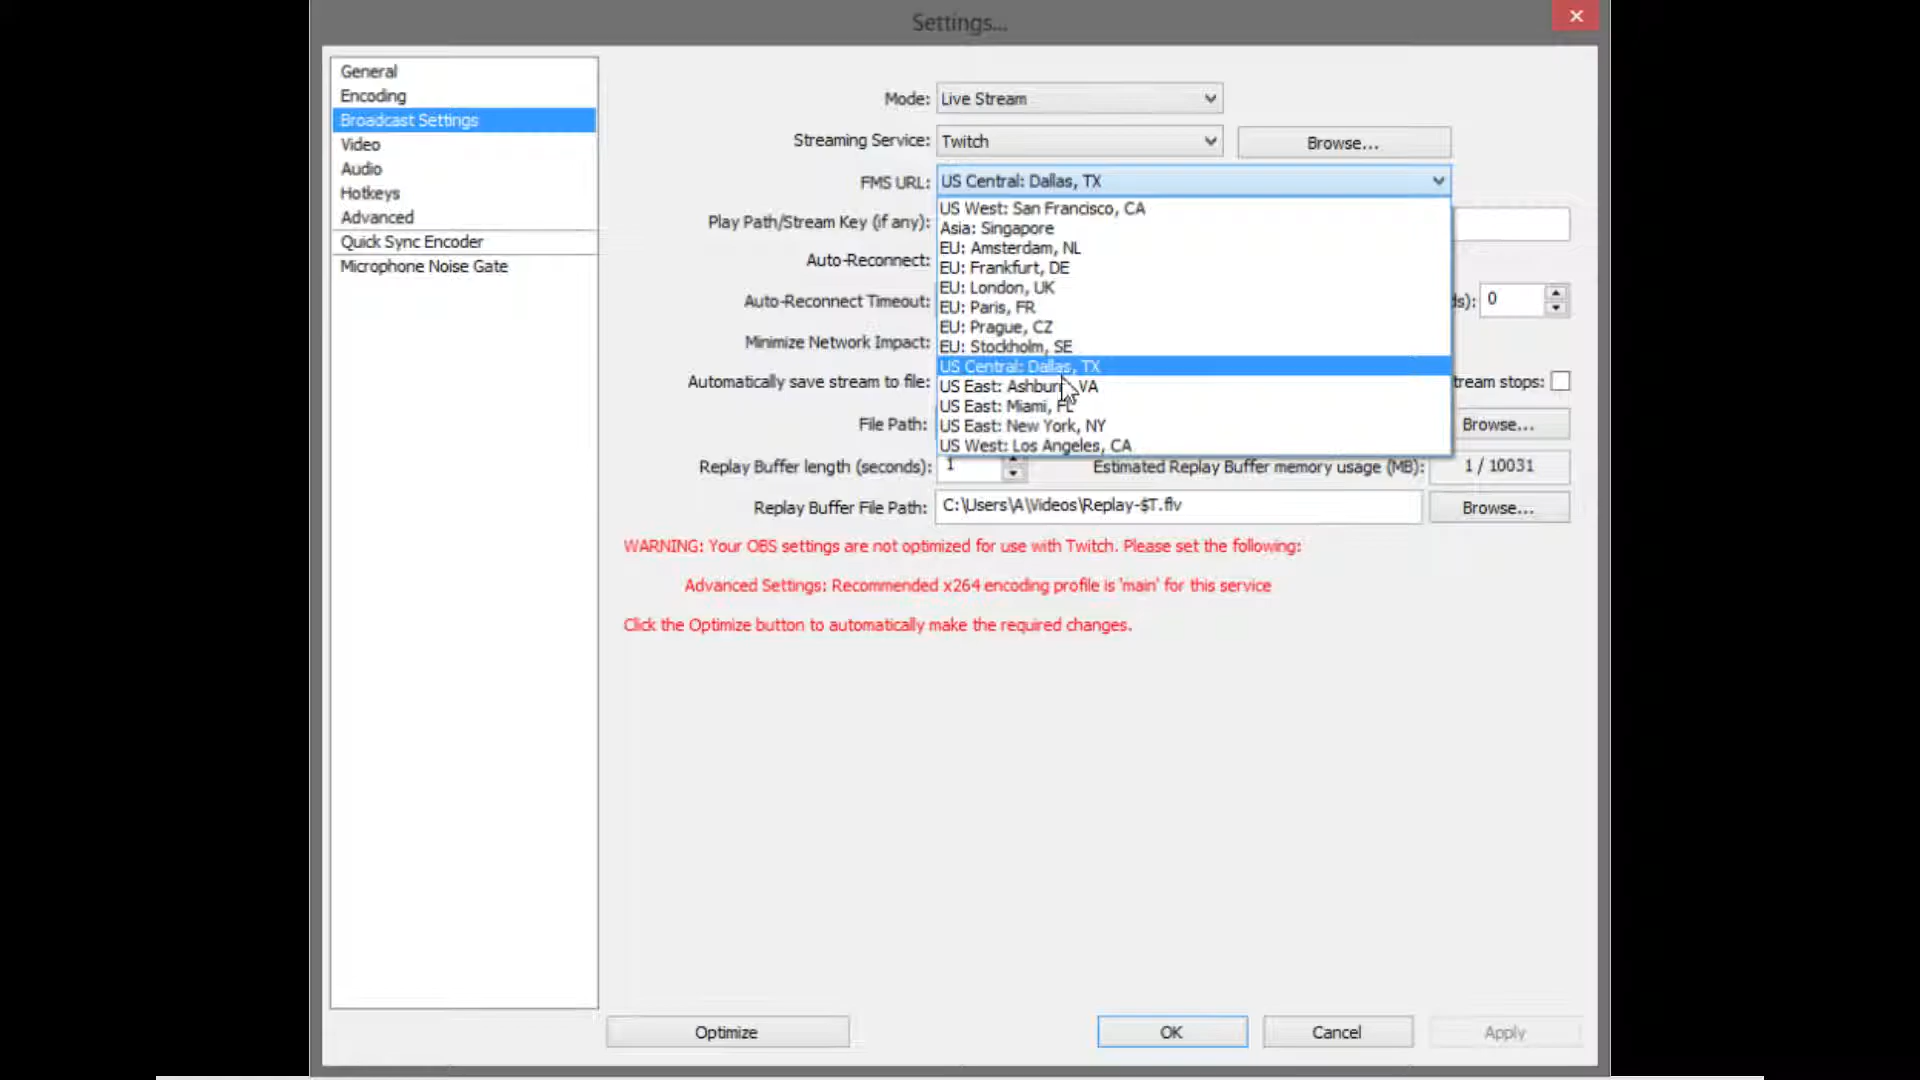 Settings...
General
Encoding
Broadcast Settings
Video
Audio
Hotkeys
Advanced
Quick Sync Encoder
Microphone Noise Gate
Mode: Live Stream
Streaming Service: Twitch Browse...
FMS URL: US Central: Dallas, TX
US West: San Francisco, CA
Play Path/Stream Key (if any):
Asia: Singapore
EU: Amsterdam, NL
Auto-Reconnect:
EU: Frankfurt, DE
EU: London, UK
Auto-Reconnect Timeout: s): 0
EU: Paris, FR
EU: Prague, CZ
Minimize Network Impact:
EU: Stockholm, SE
US Central: Dallas, TX
Automatically save stream to file: tream stops:
US East: Ashburn, VA
US East: Miami, FL
File Path: Browse...
US East: New York, NY
US West: Los Angeles, CA
Replay Buffer length (seconds): 1 Estimated Replay Buffer memory usage (MB): 1 / 10031
Replay Buffer File Path: C:\Users\A\Videos\Replay-$T.flv Browse...
WARNING: Your OBS settings are not optimized for use with Twitch. Please set the following:
Advanced Settings: Recommended x264 encoding profile is 'main' for this service
Click the Optimize button to automatically make the required changes.
Optimize OK Cancel Apply